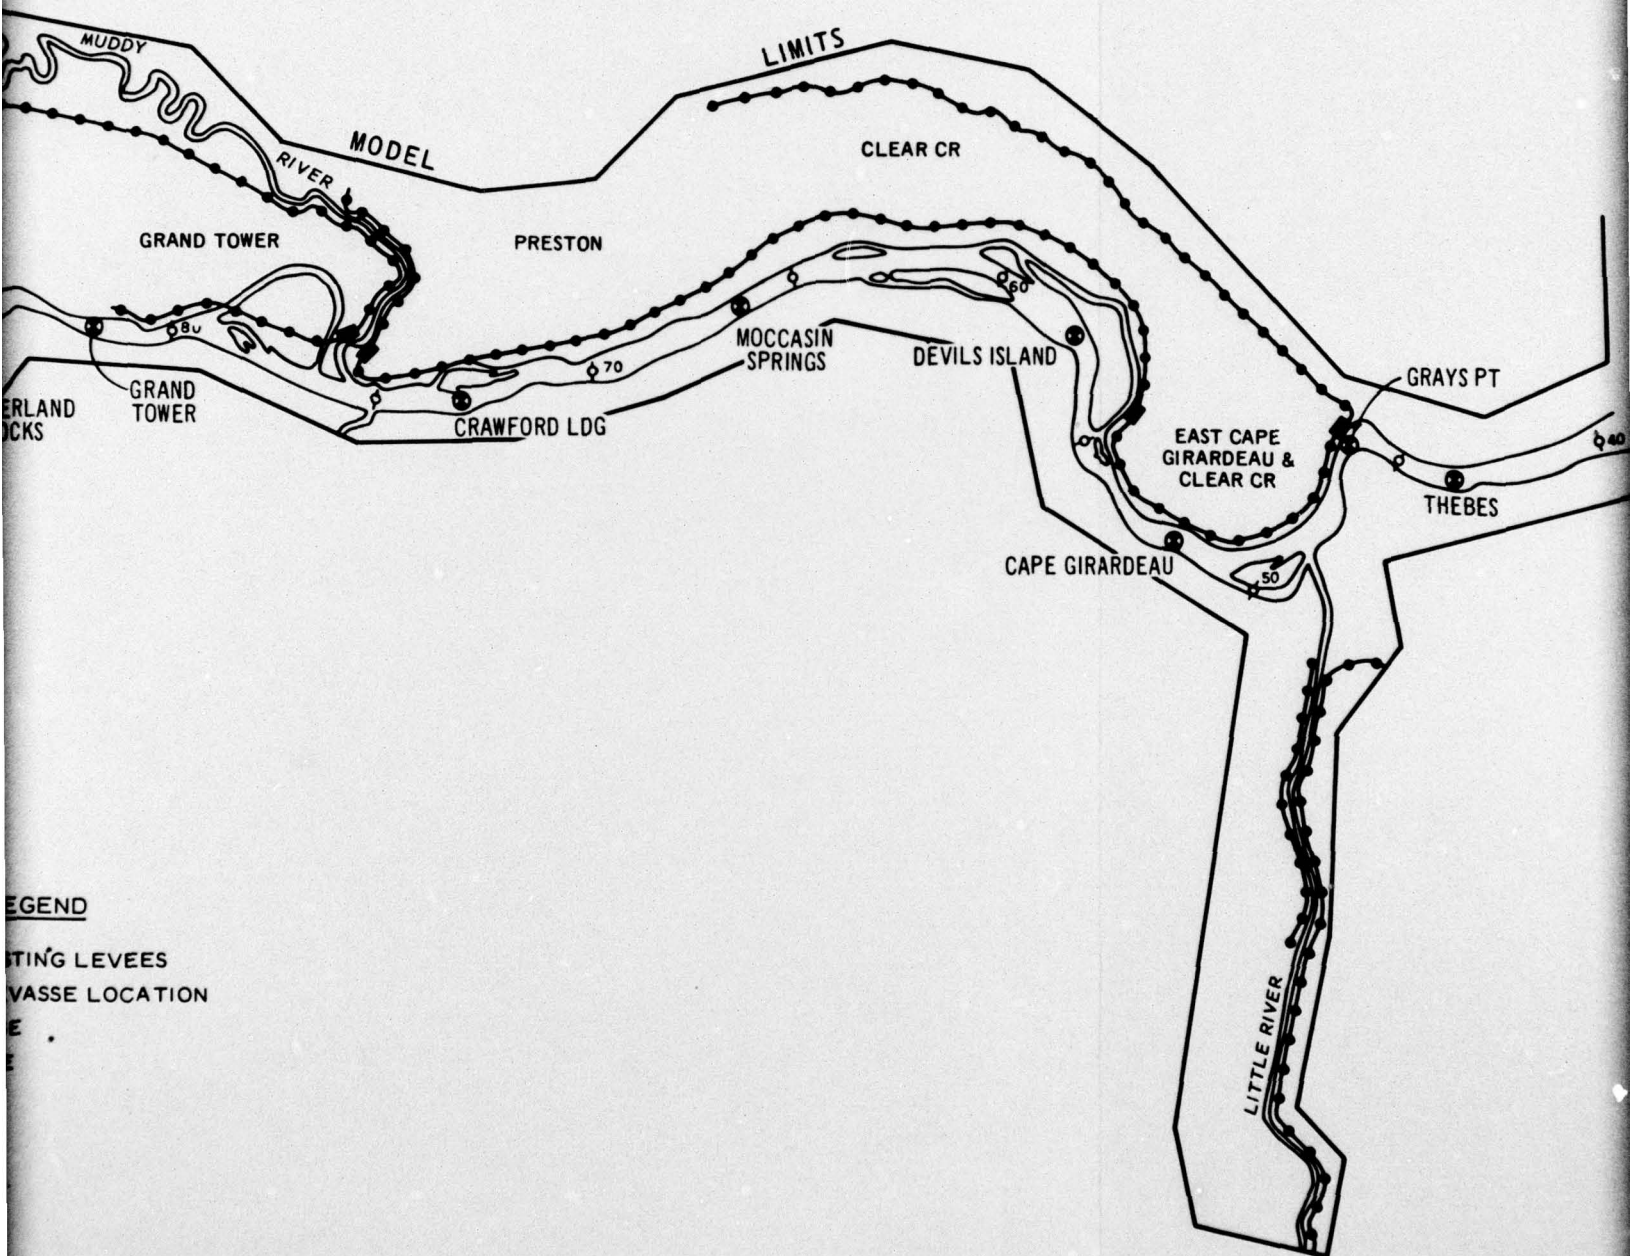 MUDDY
RIVER
MODEL
LIMITS
CLEAR CR
GRAND TOWER
PRESTON
80
60
70
MOCCASIN
SPRINGS
DEVILS ISLAND
GRAYS PT
GRAND
TOWER
ERLAND
OCKS
CRAWFORD LDG
EAST CAPE
GIRARDEAU &
CLEAR CR
40
THEBES
CAPE GIRARDEAU
50
EGEND
STING LEVEES
VASSE LOCATION
E
E
LITTLE RIVER